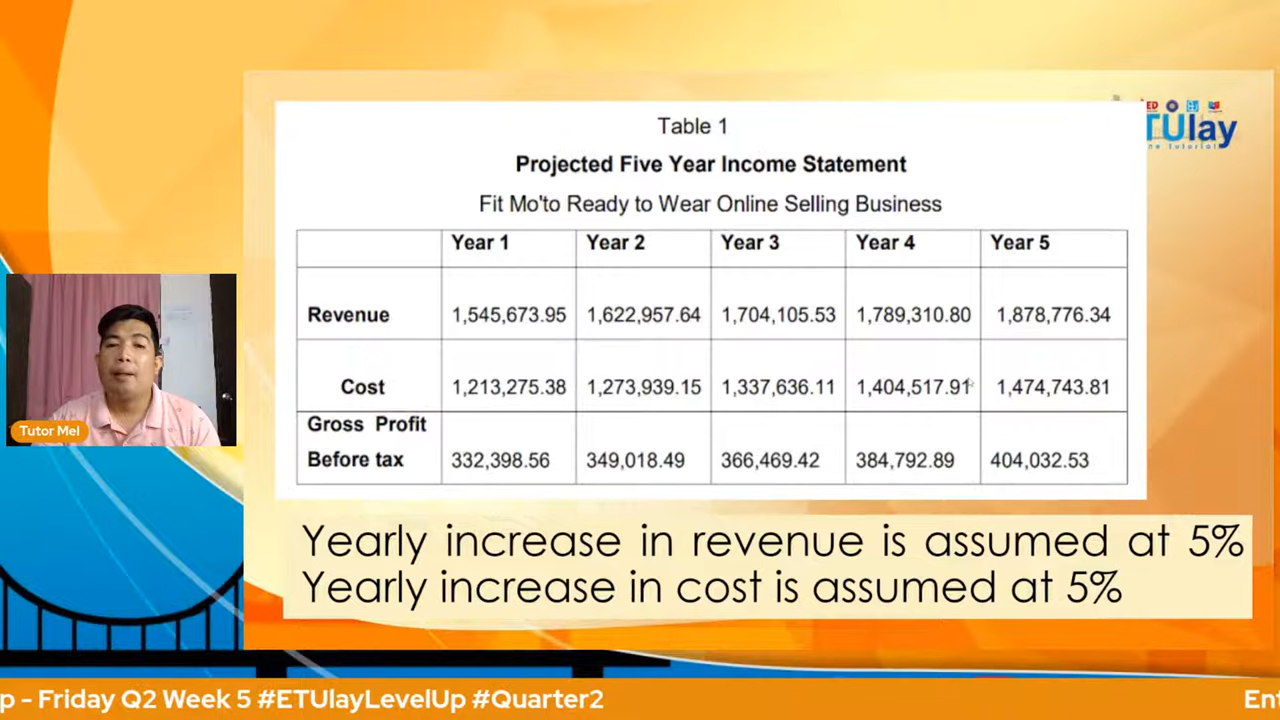 Table 1
Projected Five Year Income Statement
Fit Mo'to Ready to Wear Online Selling Business
Year 1 Year 2 Year 3 Year 4 Year 5
Revenue 1,545,673.95 1,622,957.64 1,704,105.53 1,789,310.80 1,878,776.34
Cost 1,213,275.38 1,273,939.15 1,337,636.11 1,404,517.91 1,474,743.81
Gross Profit
Before tax 332,398.56 349,018.49 366,469.42 384,792.89 404,032.53
Yearly increase in revenue is assumed at 5%
Yearly increase in cost is assumed at 5%
Tutor Mel
TUlay
p - Friday Q2 Week 5 #ETUlayLevelUp #Quarter2
Ent